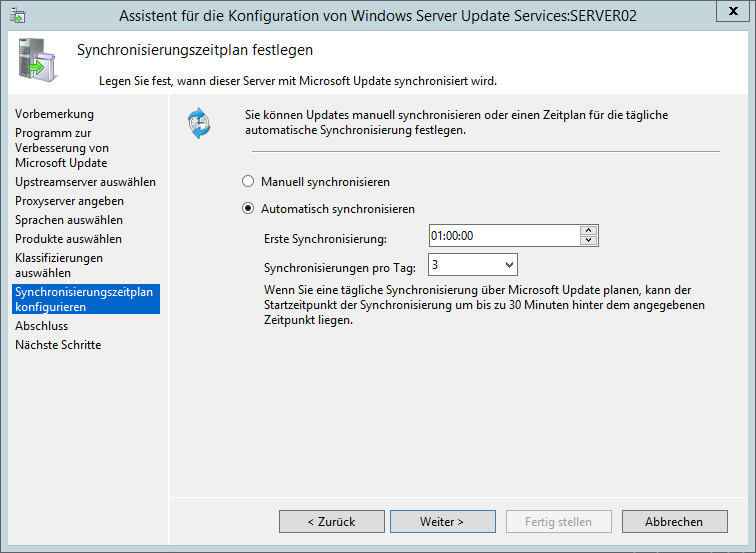 Assistent für die Konfiguration von Windows Server Update Services:SERVER02
x
Synchronisierungszeitplan festlegen
Legen Sie fest, wann dieser Server mit Microsoft Update synchronisiert wird.
Vorbemerkung
Programm zur
Verbesserung von
Microsoft Update
Upstreamserver auswählen
Proxyserver angeben
Sprachen auswählen
Produkte auswählen
Klassifizierungen
auswählen
Synchronisierungszeitplan
konfigurieren
Abschluss
Nächste Schritte
Sie können Updates manuell synchronisieren oder einen Zeitplan für die tägliche
automatische Synchronisierung festlegen.
Manuell synchronisieren
Automatisch synchronisieren
Erste Synchronisierung: 01:00:00
Synchronisierungen pro Tag: 3
Wenn Sie eine tägliche Synchronisierung über Microsoft Update planen, kann der
Startzeitpunkt der Synchronisierung um bis zu 30 Minuten hinter dem angegebenen
Zeitpunkt liegen.
< Zurück Weiter > Fertig stellen Abbrechen